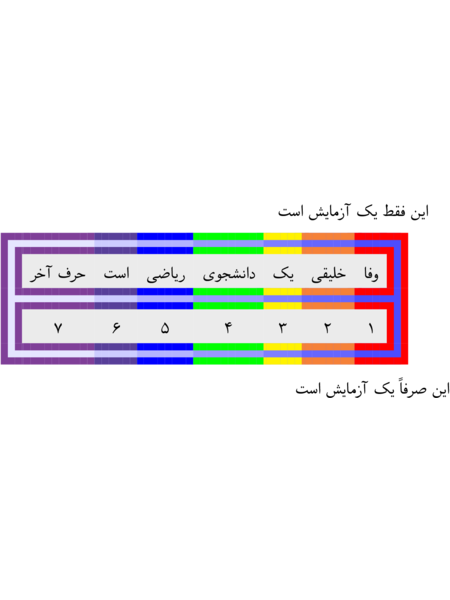 این فقط یک آزمایش است
وفا خلیقی یک دانشجوی ریاضی است حرف آخر
۱ ۲ ۳ ۴ ۵ ۶ ۷
این صرفاً یک آزمایش است